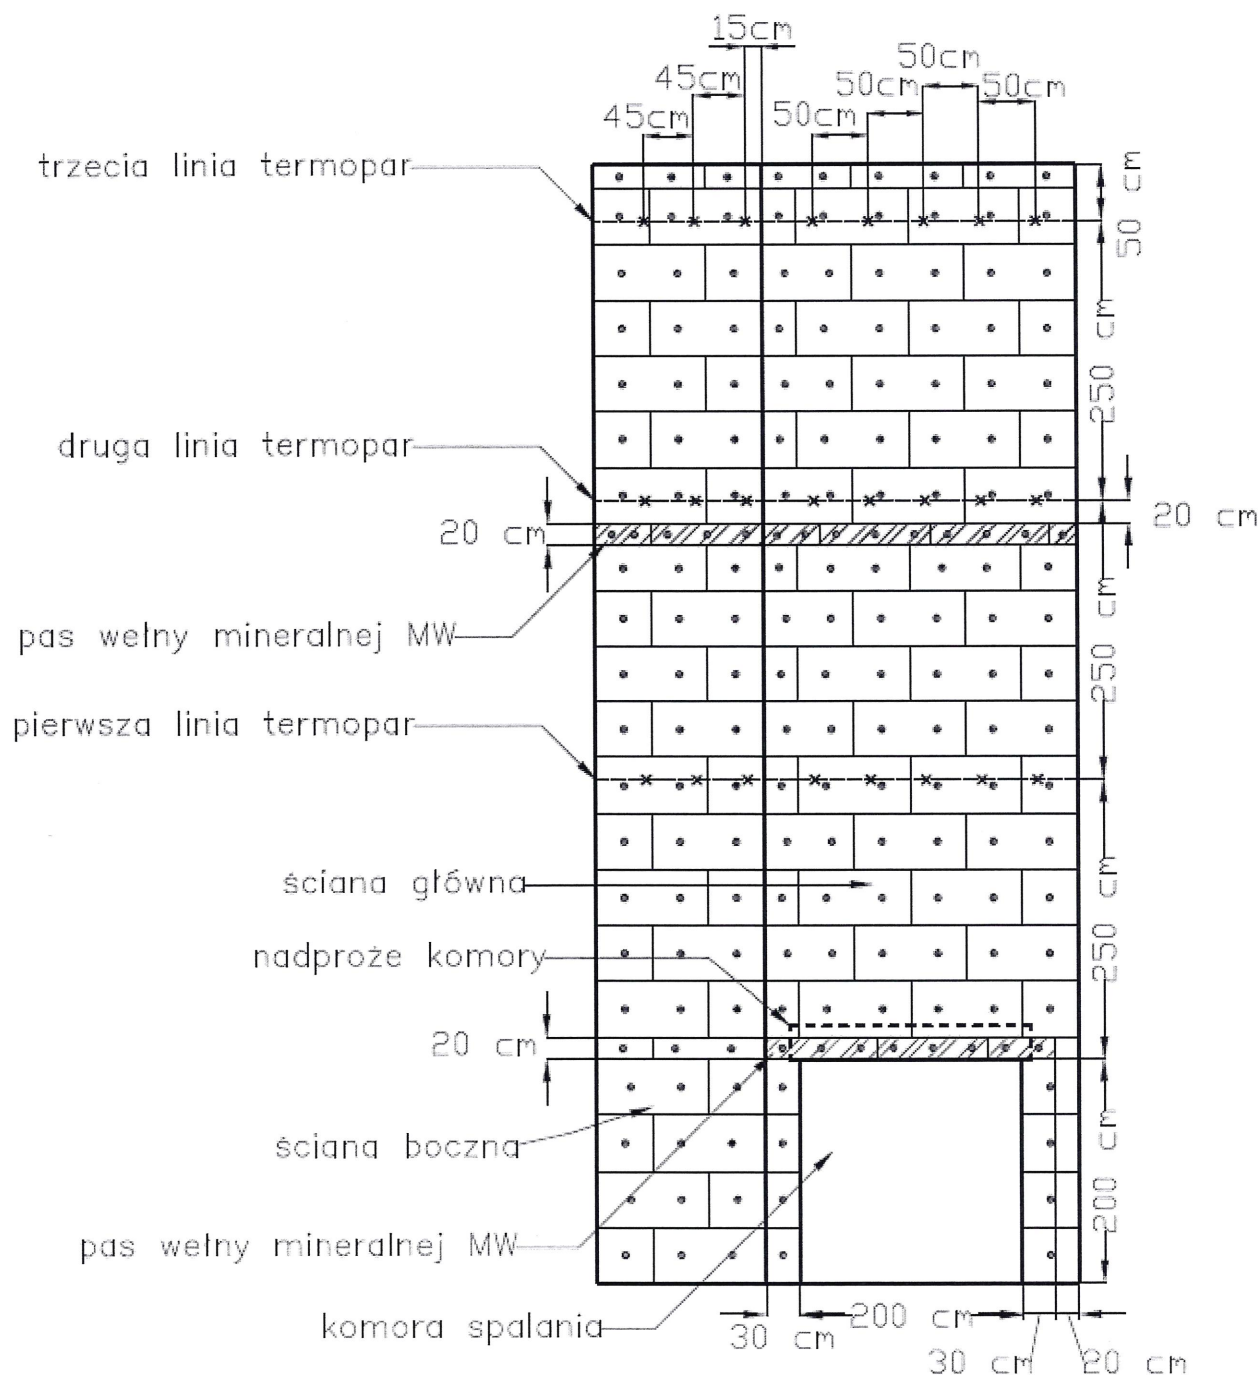 15cm
50cm
45cm
50cm
50cm
45cm
50cm
trzecia linia termopar
50 cm
250 cm
druga linia termopar
20 cm
20 cm
pas wełny mineralnej MW
250 cm
pierwsza linia termopar
ściana główna
250 cm
nadproże komory
20 cm
ściana boczna
200 cm
pas wełny mineralnej MW
komora spalania
30 cm
200 cm
30 cm
20 cm